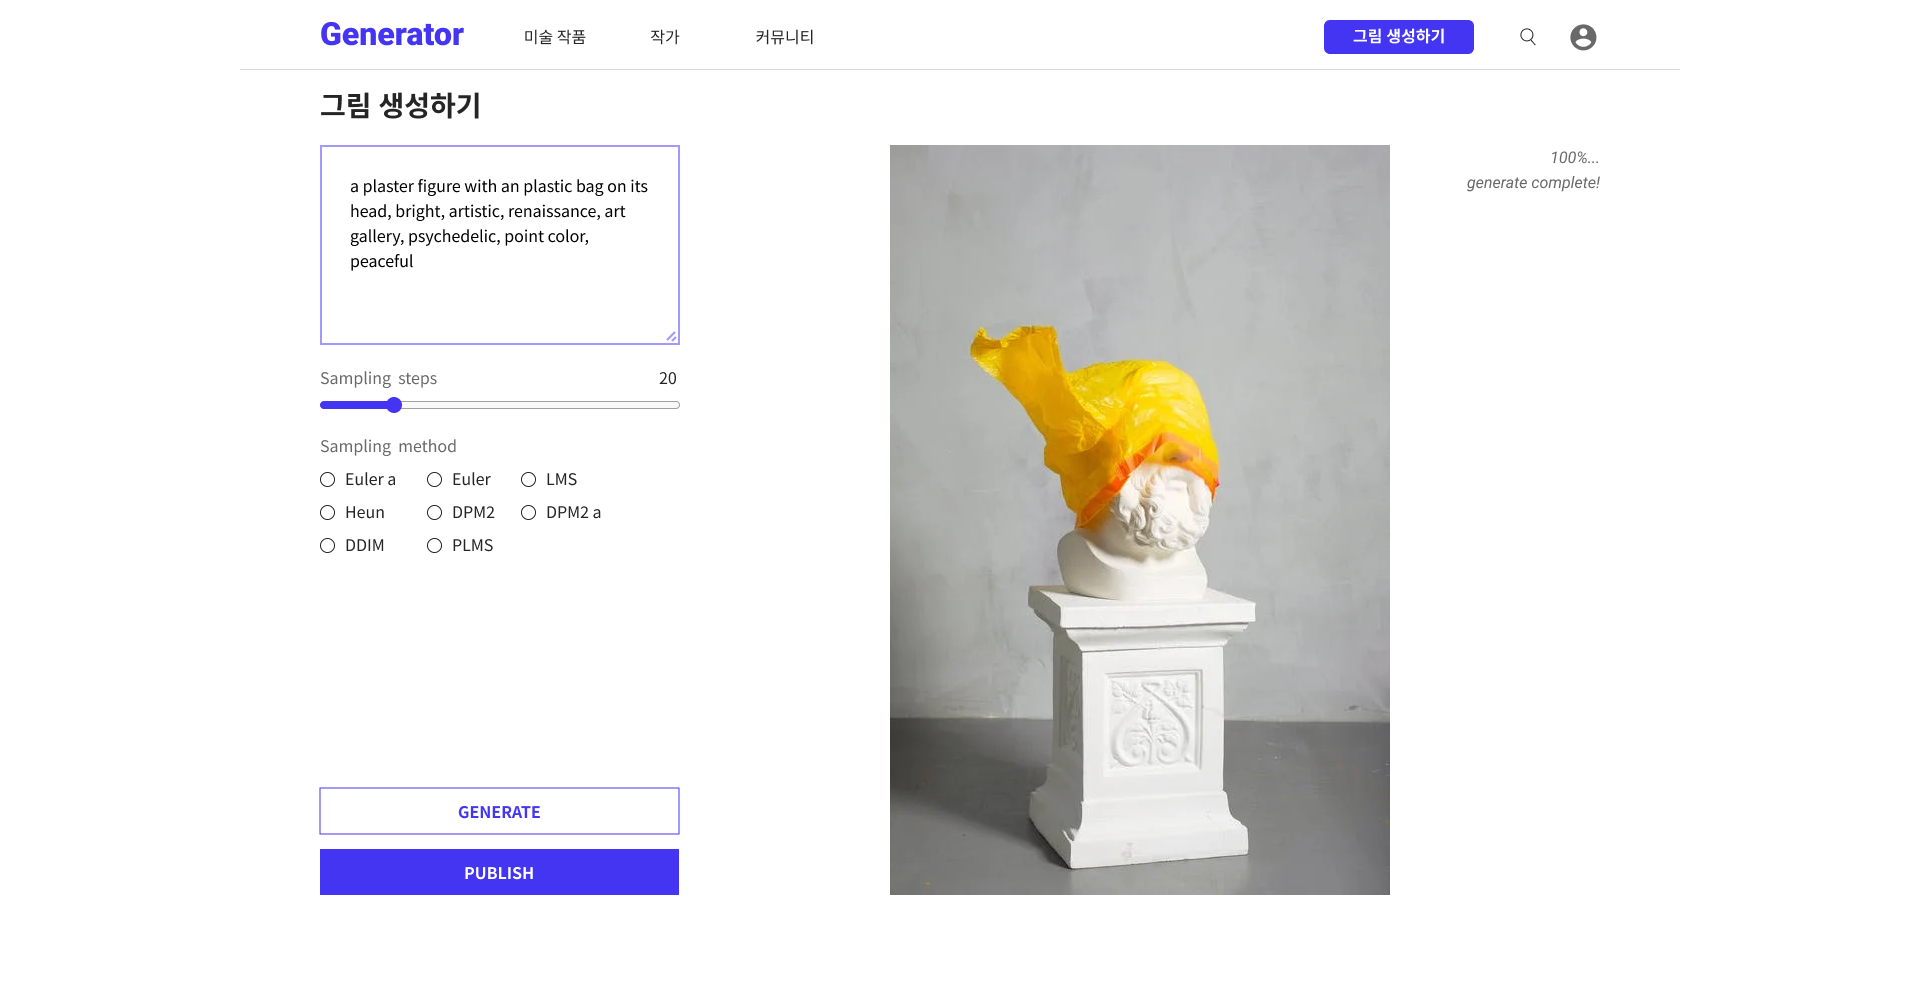 Generator
미술 작품
작가
커뮤니티
그림 생성하기
그림 생성하기
a plaster figure with an plastic bag on its
head, bright, artistic, renaissance, art
gallery, psychedelic, point color,
peaceful
Sampling steps 20
Sampling method
Euler a Euler LMS
Heun DPM2 DPM2 a
DDIM PLMS
GENERATE
PUBLISH
100%...
generate complete!